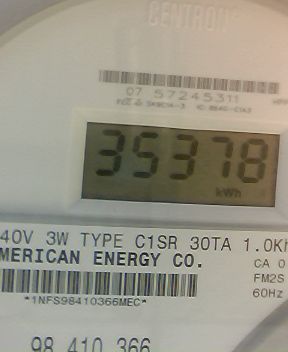 CENTRON
07 57245311
35378
kWh
40V 3W TYPE C1SR 30TA 1.0Kh
MERICAN ENERGY CO.
CA 0
FM2S
60Hz
*1NFS98410366MEC*
98 410 366